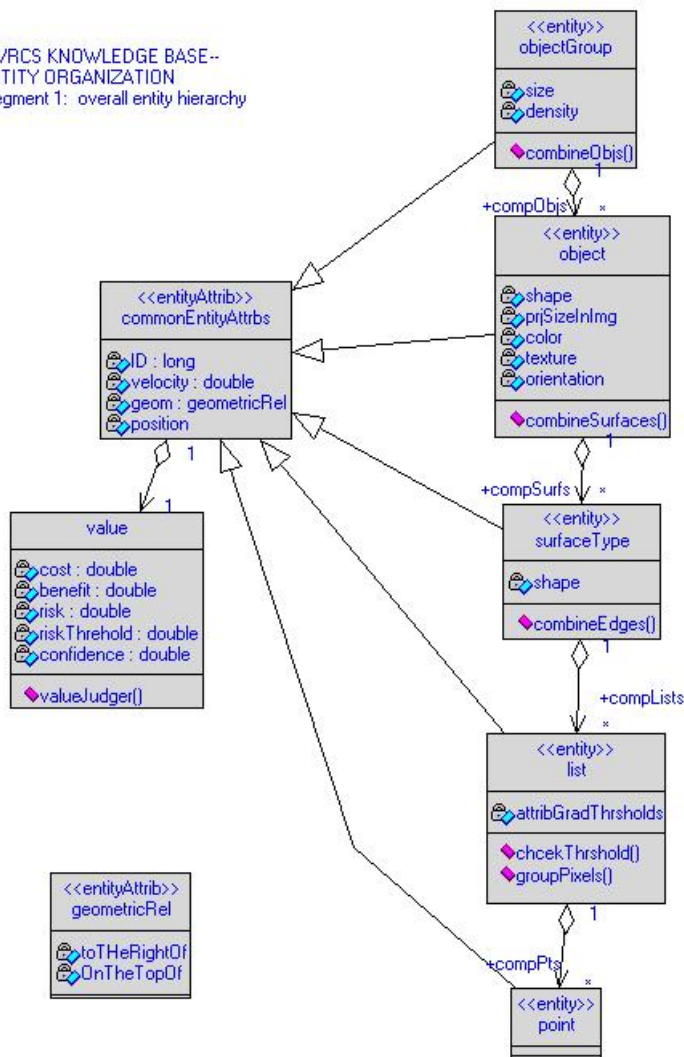 /RCS KNOWLEDGE BASE--
TITY ORGANIZATION
egment 1: overall entity hierarchy
<<entity>>
objectGroup
size
density
combineObjs()
1
+compObjs *
<<entity>>
object
shape
prjSizeInImg
color
texture
orientation
combineSurfaces()
1
+compSurfs *
<<entity>>
surfaceType
shape
combineEdges()
1
+compLists
*
<<entity>>
list
attribGradThrsholds
chcekThrshold()
groupPixels()
1
+compPts
*
<<entity>>
point
<<entityAttrib>>
commonEntityAttrbs
ID : long
velocity : double
geom : geometricRel
position
1
1
value
cost : double
benefit : double
risk : double
riskThrehold : double
confidence : double
valueJudger()
<<entityAttrib>>
geometricRel
toTHeRightOf
OnTheTopOf